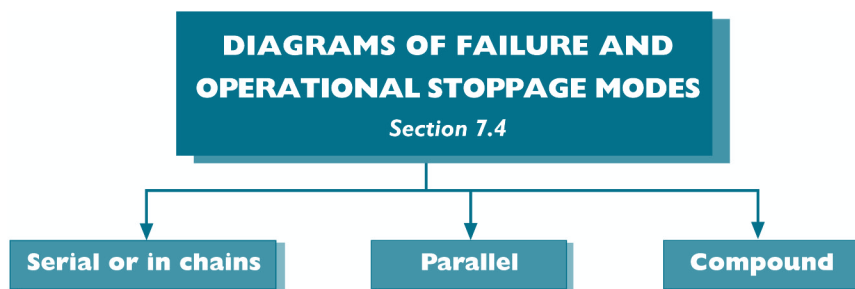 DIAGRAMS OF FAILURE AND
OPERATIONAL STOPPAGE MODES
Section 7.4
Serial or in chains
Parallel
Compound